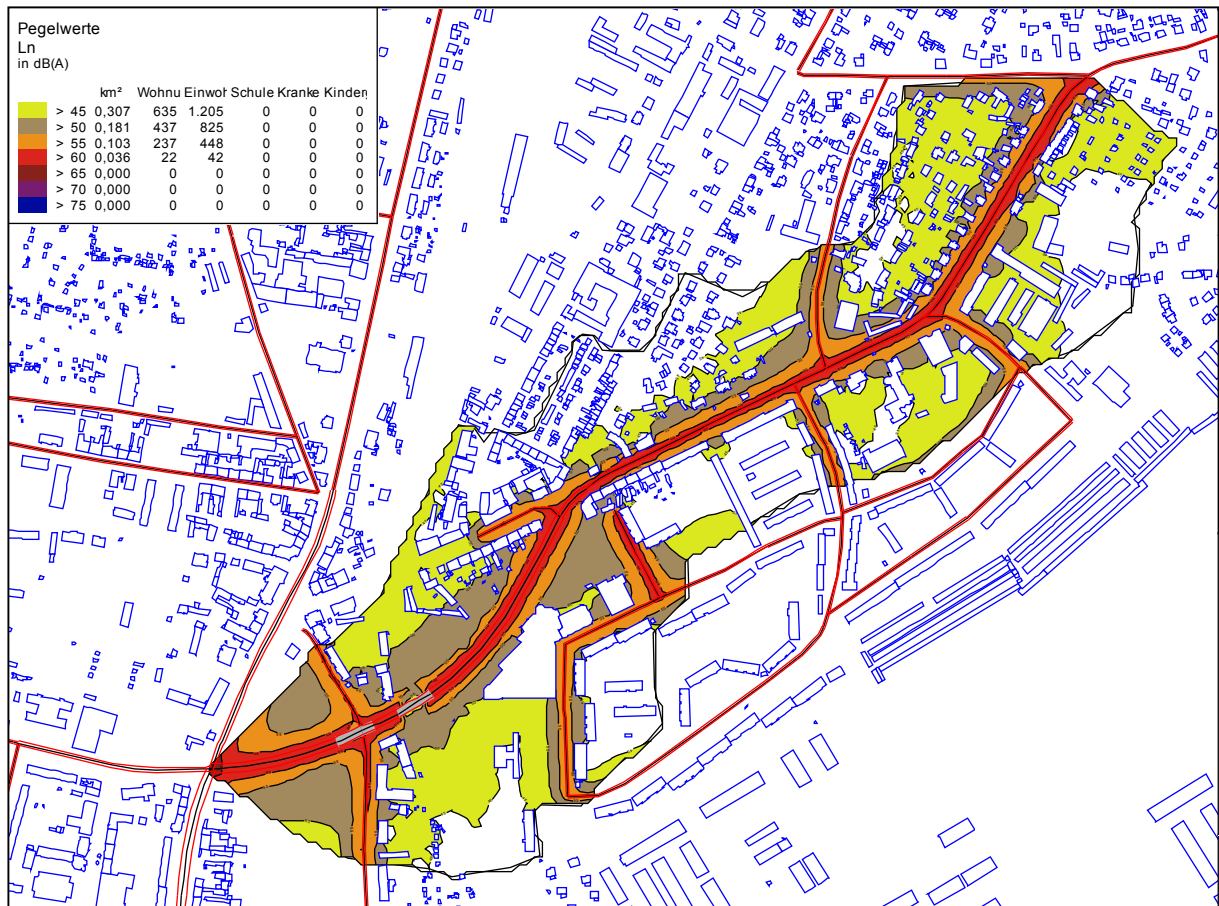 Pegelwerte
Ln
in dB(A)
km² Wohnu Einwoh Schule Kranke Kinder
> 45 0,307 635 1.205 0 0 0
> 50 0,181 437 825 0 0 0
> 55 0,103 237 448 0 0 0
> 60 0,036 22 42 0 0 0
> 65 0,000 0 0 0 0 0
> 70 0,000 0 0 0 0 0
> 75 0,000 0 0 0 0 0